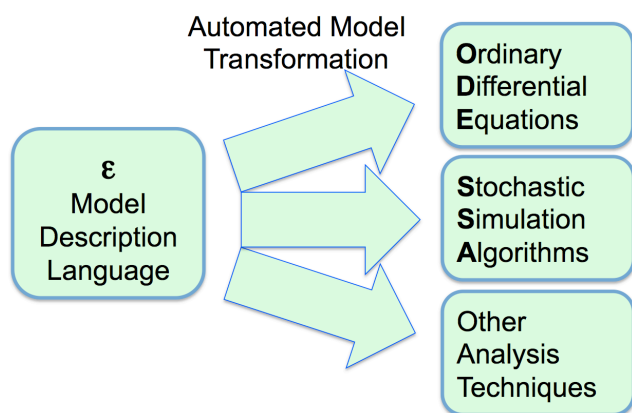 Automated Model
Transformation
ε
Model
Description
Language
Ordinary
Differential
Equations
Stochastic
Simulation
Algorithms
Other
Analysis
Techniques